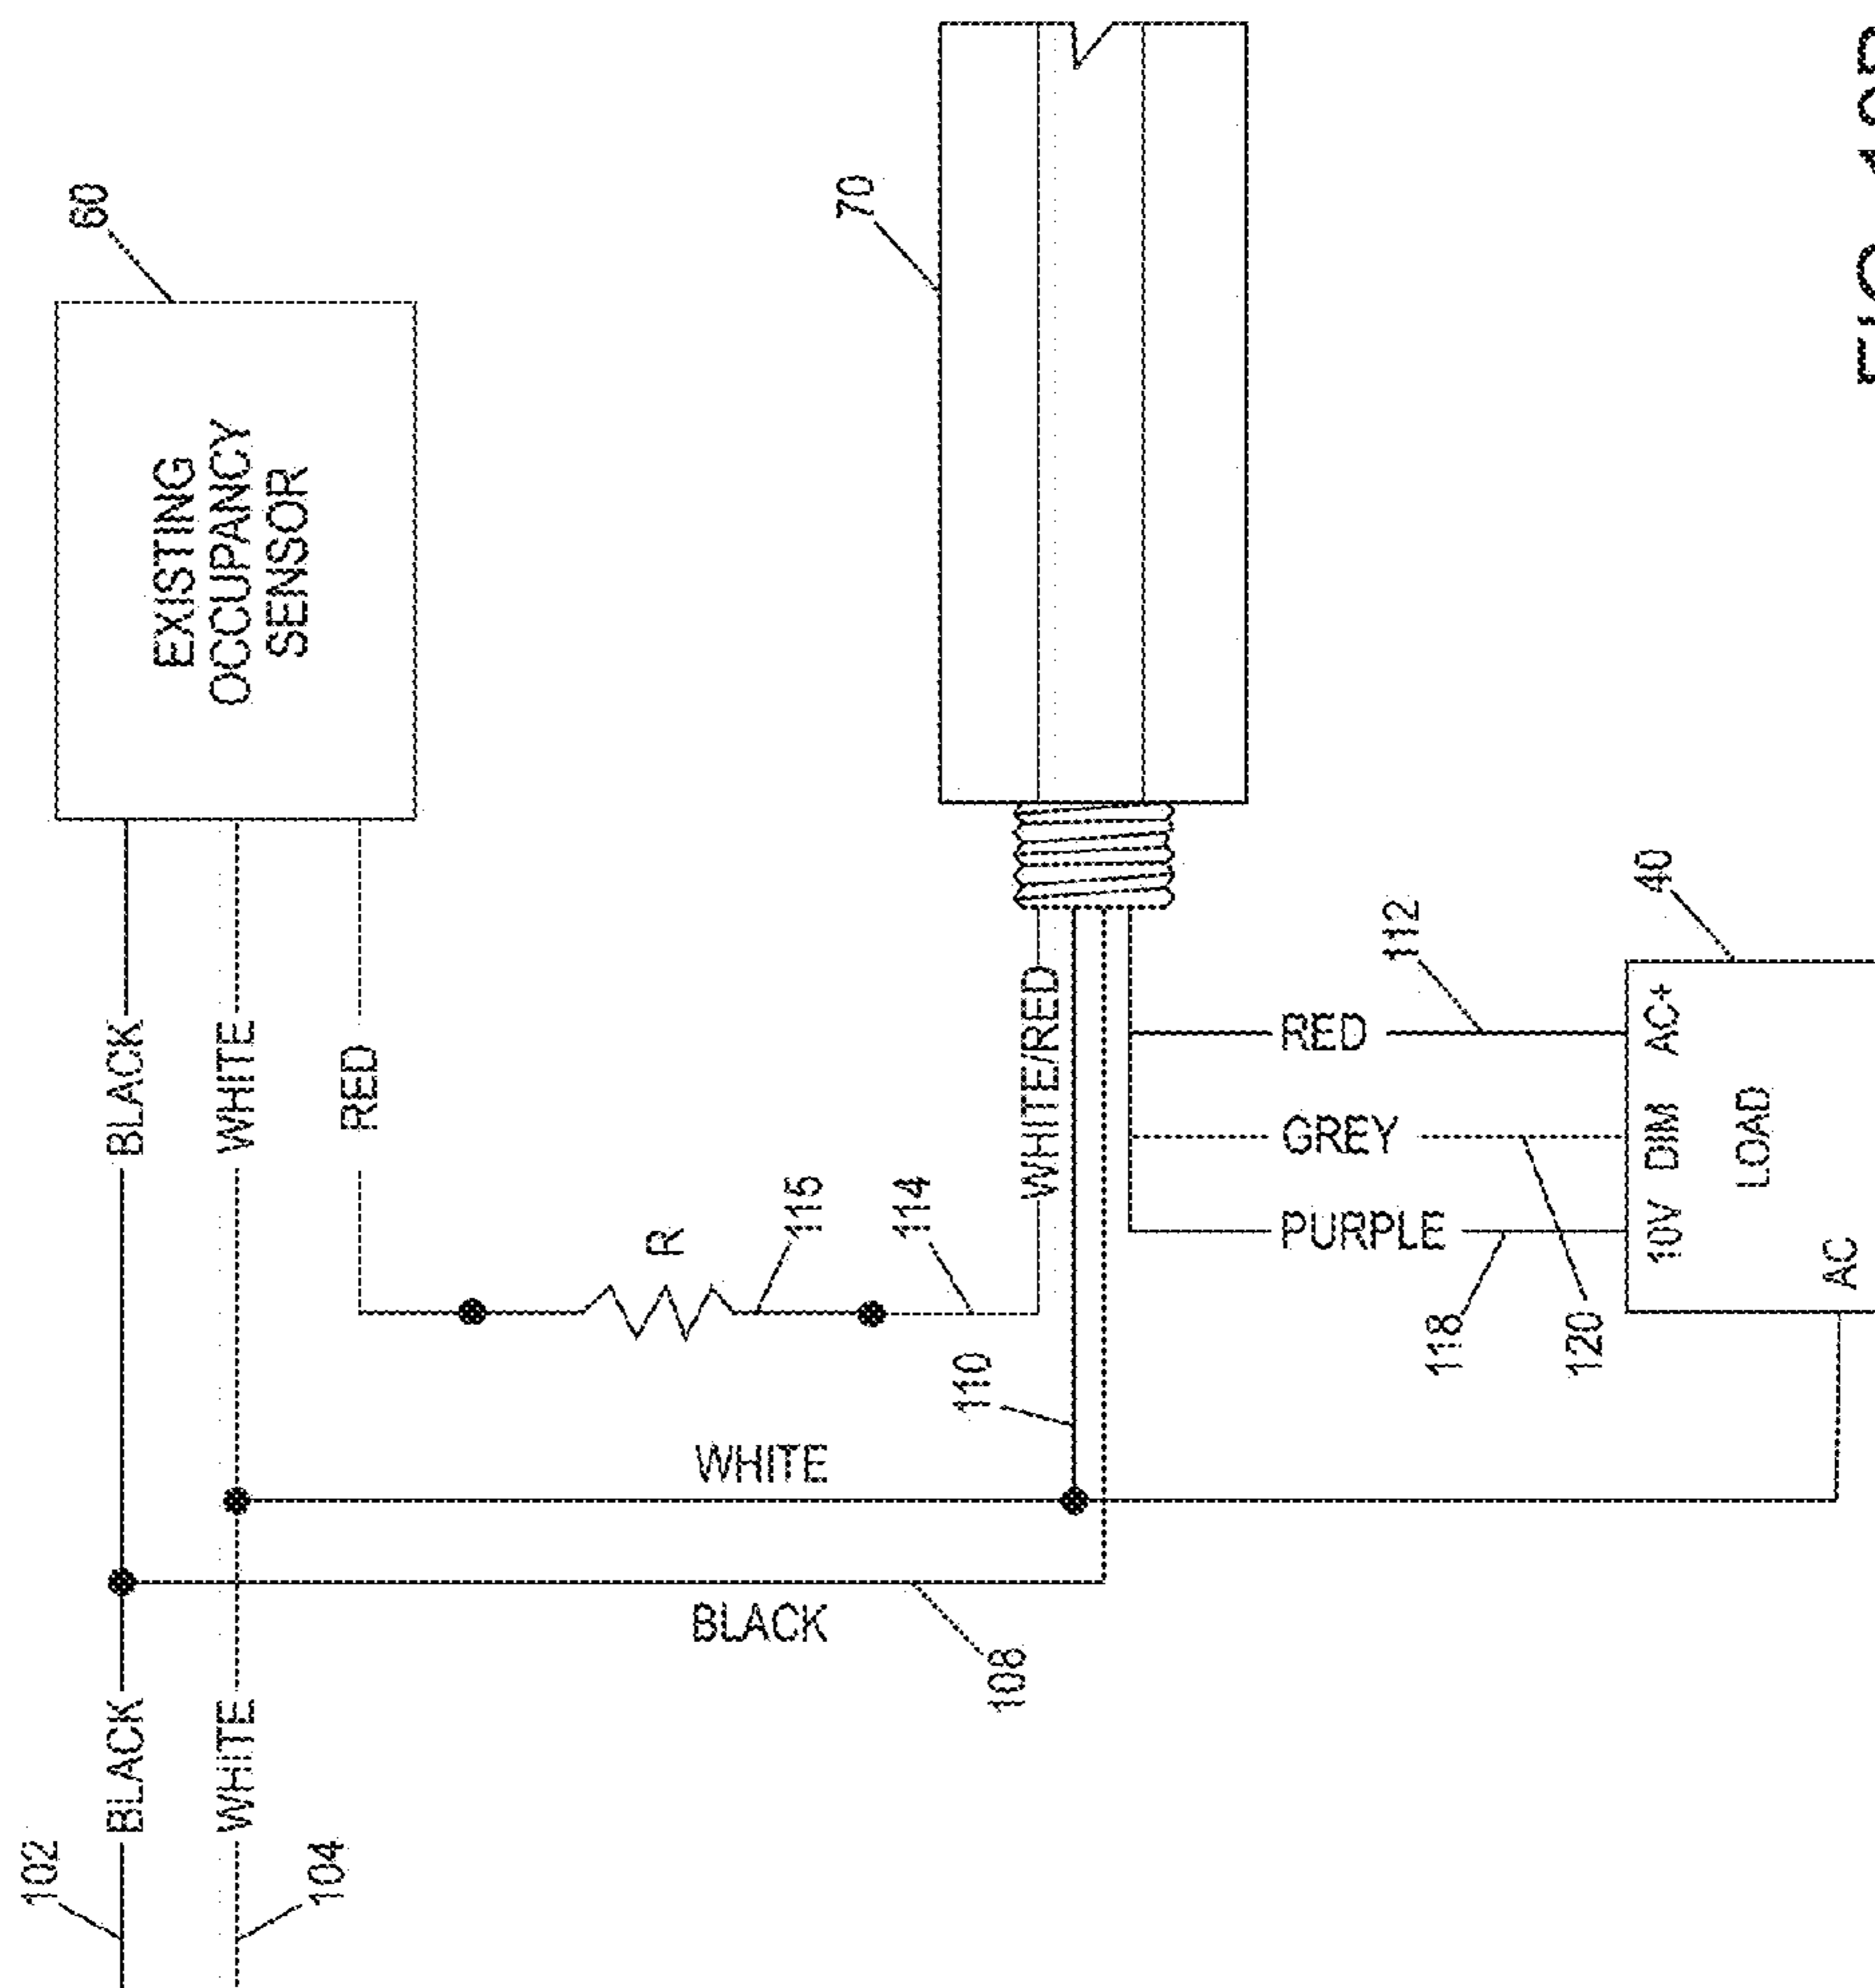 102
BLACK
BLACK
WHITE
WHITE
104
EXISTING
OCCUPANCY
SENSOR
RED
R
WHITE
BLACK
115
114
70
110
108
WHITE/RED
PURPLE
GREY
RED
112
118
120
40
10V DIM AC+
LOAD
AC